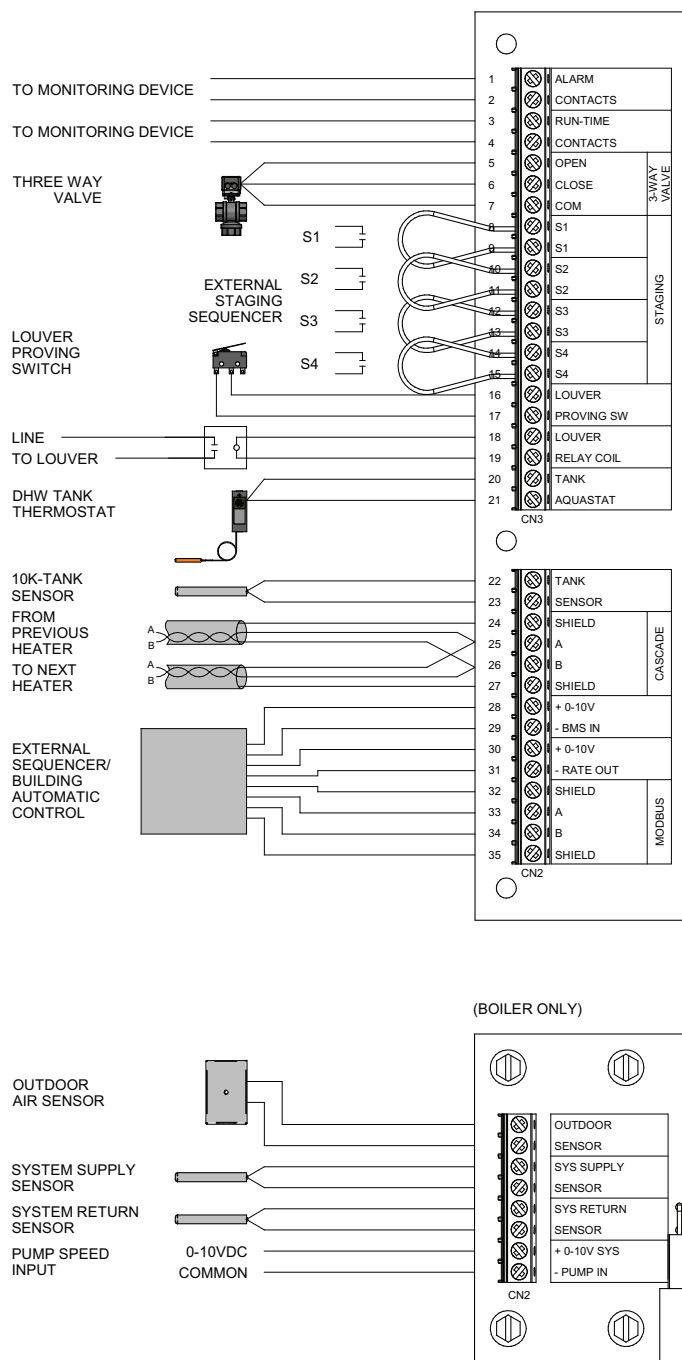 TO MONITORING DEVICE
TO MONITORING DEVICE
THREE WAY
VALVE
S1
S2
EXTERNAL
STAGING
SEQUENCER
S3
S4
LOUVER
PROVING
SWITCH
LINE
TO LOUVER
DHW TANK
THERMOSTAT
1 ALARM
2 CONTACTS
3 RUN-TIME
4 CONTACTS
5 OPEN
6 CLOSE
7 COM
3-WAY
VALVE
8 S1
9 S1
10 S2
11 S2
12 S3
13 S3
14 S4
15 S4
STAGING
16 LOUVER
17 PROVING SW
18 LOUVER
19 RELAY COIL
20 TANK
21 AQUASTAT
CN3
10K-TANK
SENSOR
FROM
PREVIOUS
HEATER
A
B
TO NEXT
HEATER
A
B
EXTERNAL
SEQUENCER/
BUILDING
AUTOMATIC
CONTROL
22 TANK
23 SENSOR
24 SHIELD
25 A
26 B
27 SHIELD
CASCADE
28 + 0-10V
29 - BMS IN
30 + 0-10V
31 - RATE OUT
32 SHIELD
33 A
34 B
35 SHIELD
MODBUS
CN2
(BOILER ONLY)
OUTDOOR
AIR SENSOR
SYSTEM SUPPLY
SENSOR
SYSTEM RETURN
SENSOR
PUMP SPEED
INPUT
0-10VDC
COMMON
OUTDOOR
SENSOR
SYS SUPPLY
SENSOR
SYS RETURN
SENSOR
+ 0-10V SYS
- PUMP IN
CN2